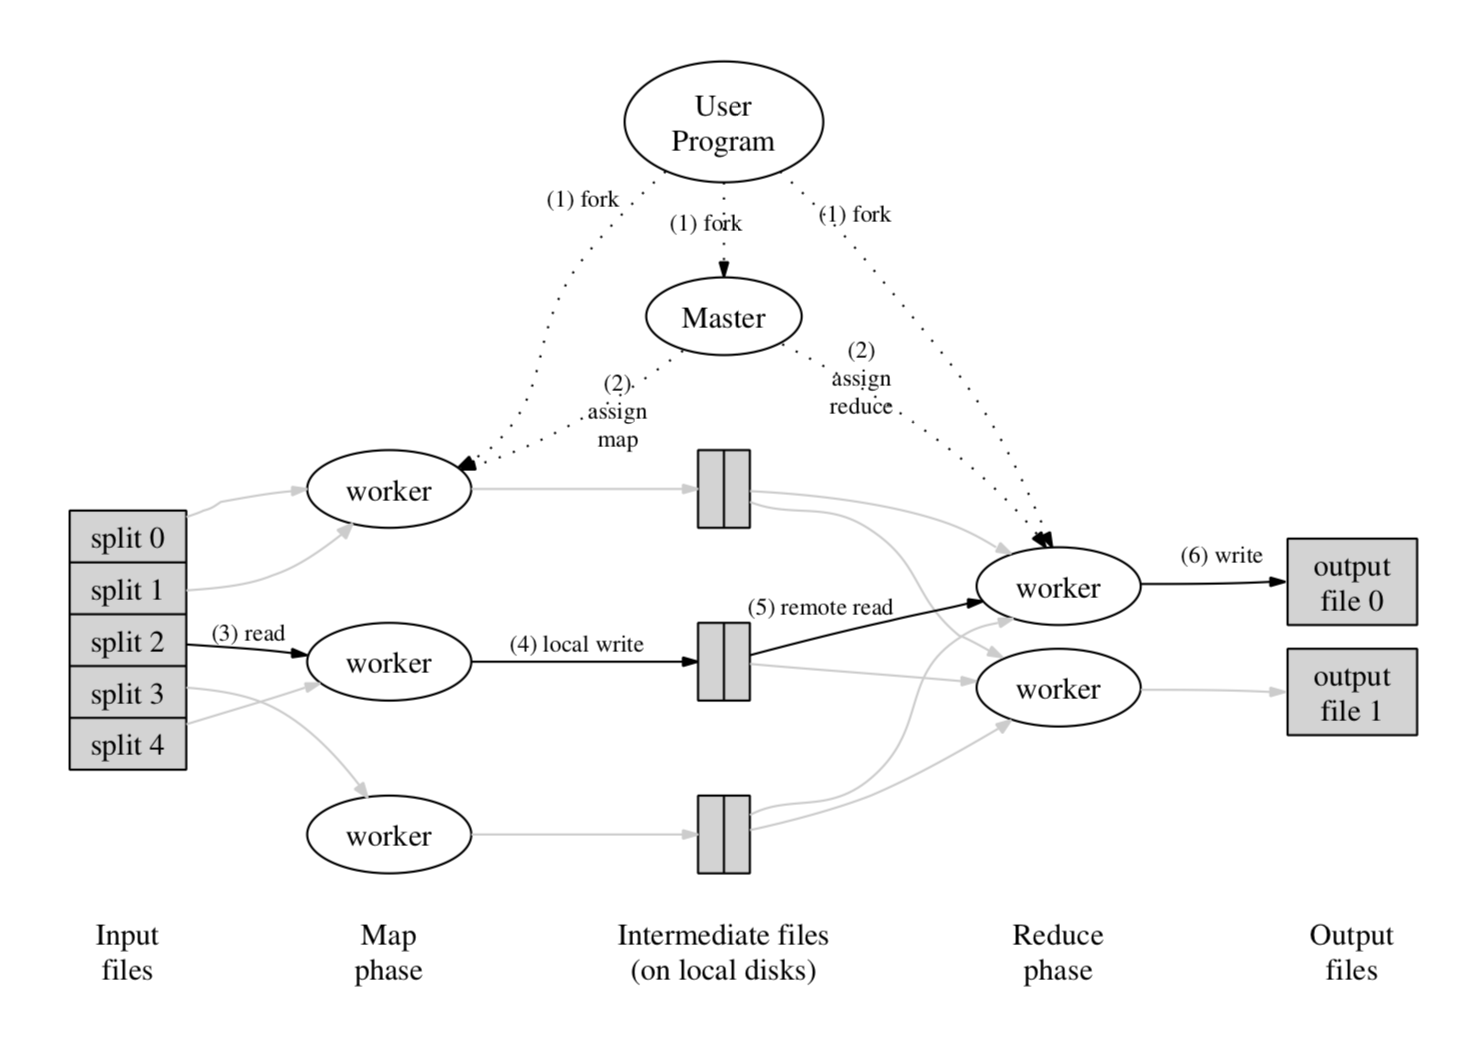 User
Program
(1) fork
(1) fork
(1) fork
Master
(2)
assign
map
(2)
assign
reduce
split 0
split 1
split 2
split 3
split 4
(3) read
worker
worker
worker
(4) local write
(5) remote read
worker
worker
(6) write
output
file 0
output
file 1
Input
files
Map
phase
Intermediate files
(on local disks)
Reduce
phase
Output
files